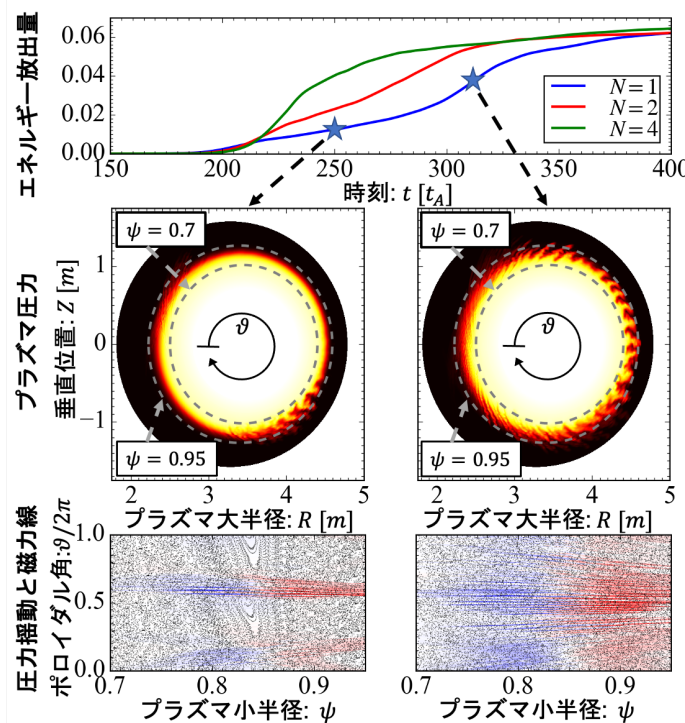 エネルギー放出量
0.06
0.04
0.02
0.00
N=1
N=2
N=4
150 200 250 300 350 400
時刻: t [t_A]
プラズマ圧力
垂直位置: Z [m]
1
0
−1
ψ = 0.7
ϑ
ψ = 0.95
ψ = 0.7
ϑ
ψ = 0.95
2 3 4 5
2 3 4 5
プラズマ大半径: R [m]
プラズマ大半径: R [m]
圧力揺動と磁力線
ポロイダル角:ϑ/2π
1.0
0.5
0.0
0.7 0.8 0.9
0.7 0.8 0.9
プラズマ小半径: ψ
プラズマ小半径: ψ